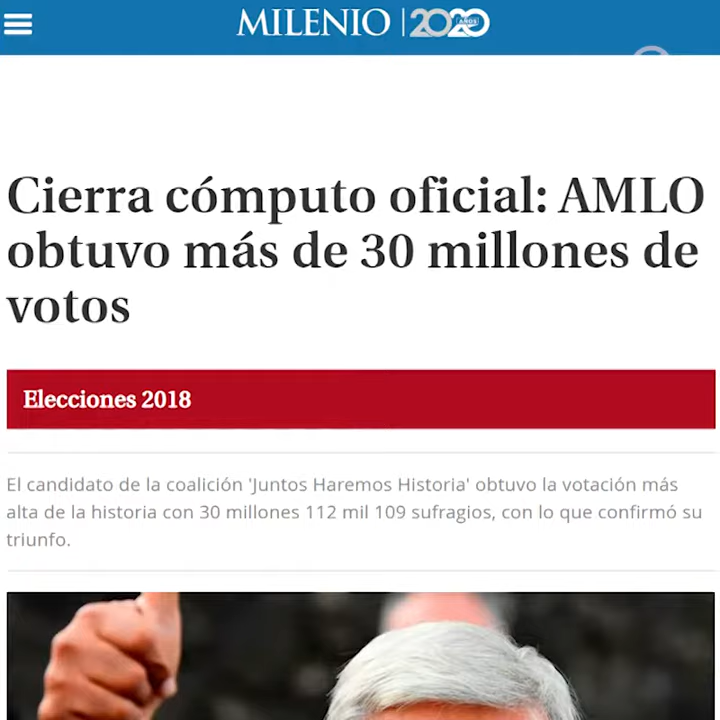 MILENIO 2020 AÑOS
Cierra cómputo oficial: AMLO
obtuvo más de 30 millones de
votos
Elecciones 2018
El candidato de la coalición 'Juntos Haremos Historia' obtuvo la votación más
alta de la historia con 30 millones 112 mil 109 sufragios, con lo que confirmó su
triunfo.